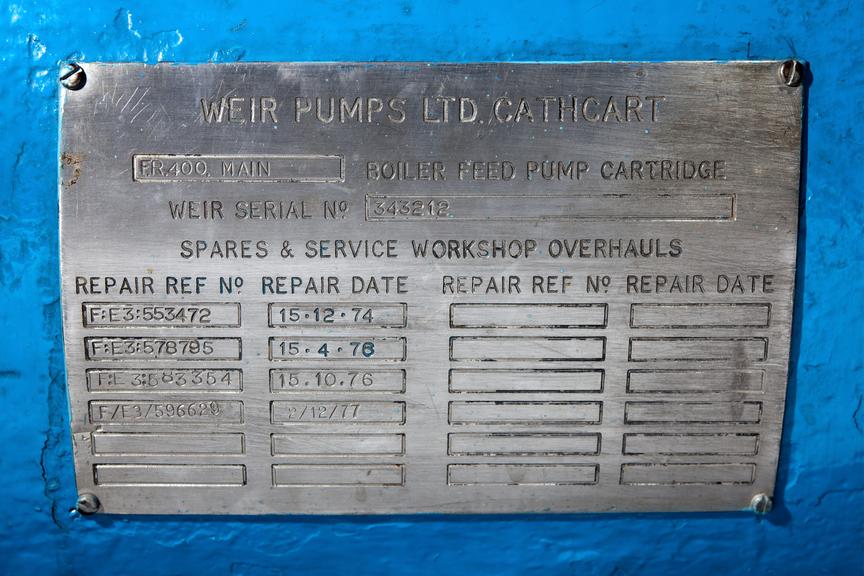 WEIR PUMPS LTD. CATHCART
FR.400. MAIN BOILER FEED PUMP CARTRIDGE
WEIR SERIAL Nº 343212
SPARES & SERVICE WORKSHOP OVERHAULS
REPAIR REF Nº REPAIR DATE REPAIR REF Nº REPAIR DATE
F:E3:553472 15·12·74
F:E3:578795 15·4·76
F:E3:583354 15.10.76
F/E3/596629 2/12/77